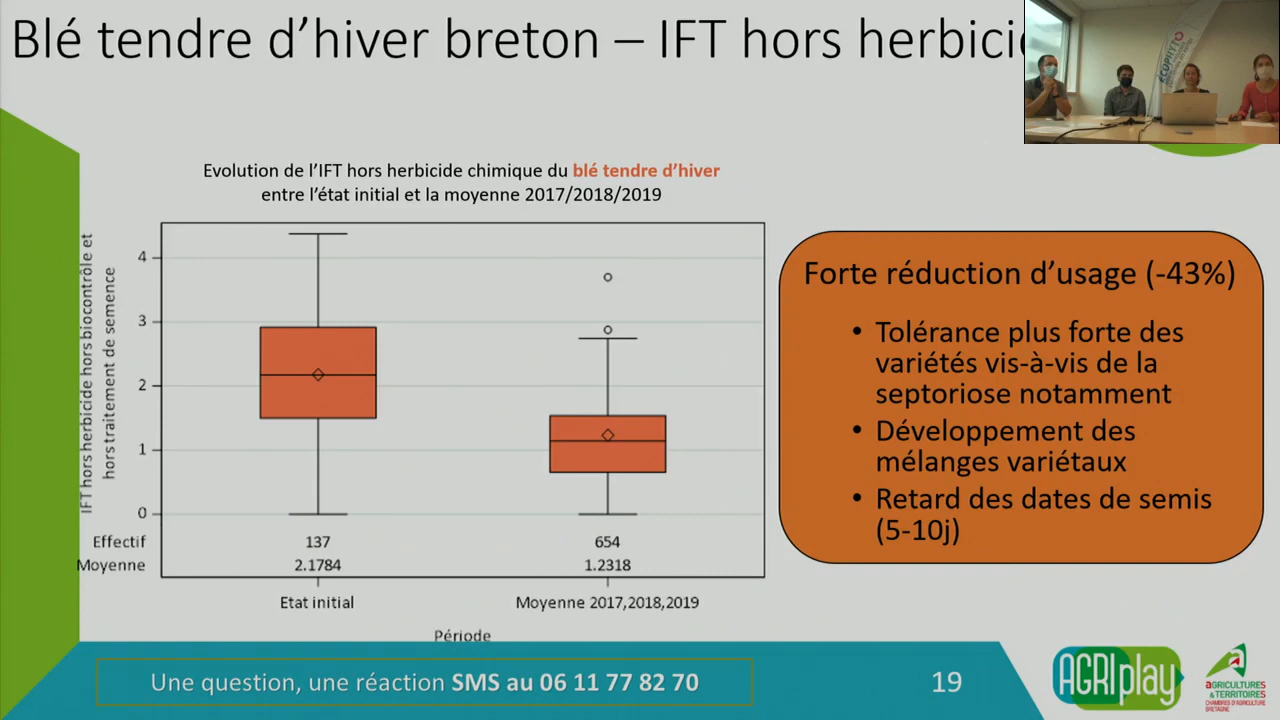 Blé tendre d'hiver breton – IFT hors herbici
ECOPHYTO
Evolution de l'IFT hors herbicide chimique du blé tendre d'hiver
entre l'état initial et la moyenne 2017/2018/2019
IFT hors herbicide hors biocontrôle et
hors traitement de semence
4
3
2
1
0
Effectif 137 654
Moyenne 2.1784 1.2318
Etat initial Moyenne 2017,2018,2019
Période
Forte réduction d'usage (-43%)
• Tolérance plus forte des
variétés vis-à-vis de la
septoriose notamment
• Développement des
mélanges variétaux
• Retard des dates de semis
(5-10j)
Une question, une réaction SMS au 06 11 77 82 70
19
AGRIplay
AGRICULTURES
& TERRITOIRES
CHAMBRES D'AGRICULTURE
BRETAGNE